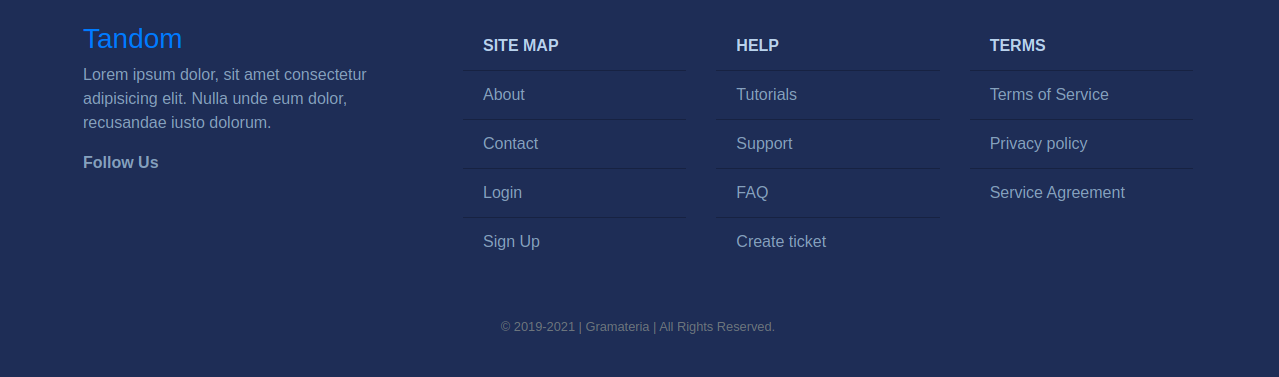 Tandom
Lorem ipsum dolor, sit amet consectetur
adipisicing elit. Nulla unde eum dolor,
recusandae iusto dolorum.
Follow Us
SITE MAP
About
Contact
Login
Sign Up
HELP
Tutorials
Support
FAQ
Create ticket
TERMS
Terms of Service
Privacy policy
Service Agreement
© 2019-2021 | Gramateria | All Rights Reserved.